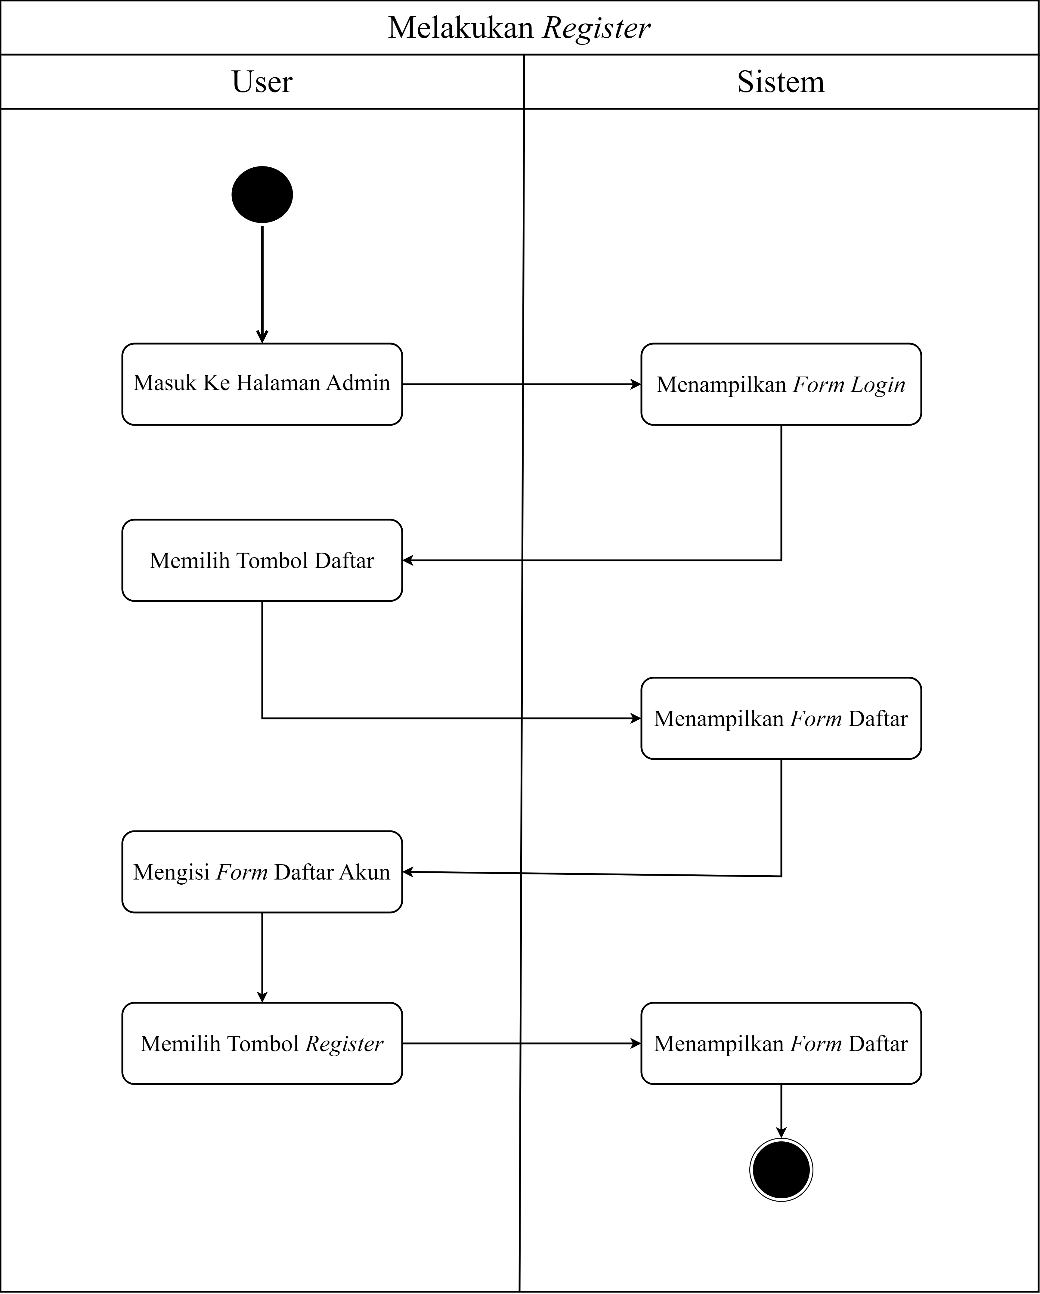 Melakukan Register
User
Sistem
Masuk Ke Halaman Admin
Menampilkan Form Login
Memilih Tombol Daftar
Menampilkan Form Daftar
Mengisi Form Daftar Akun
Memilih Tombol Register
Menampilkan Form Daftar